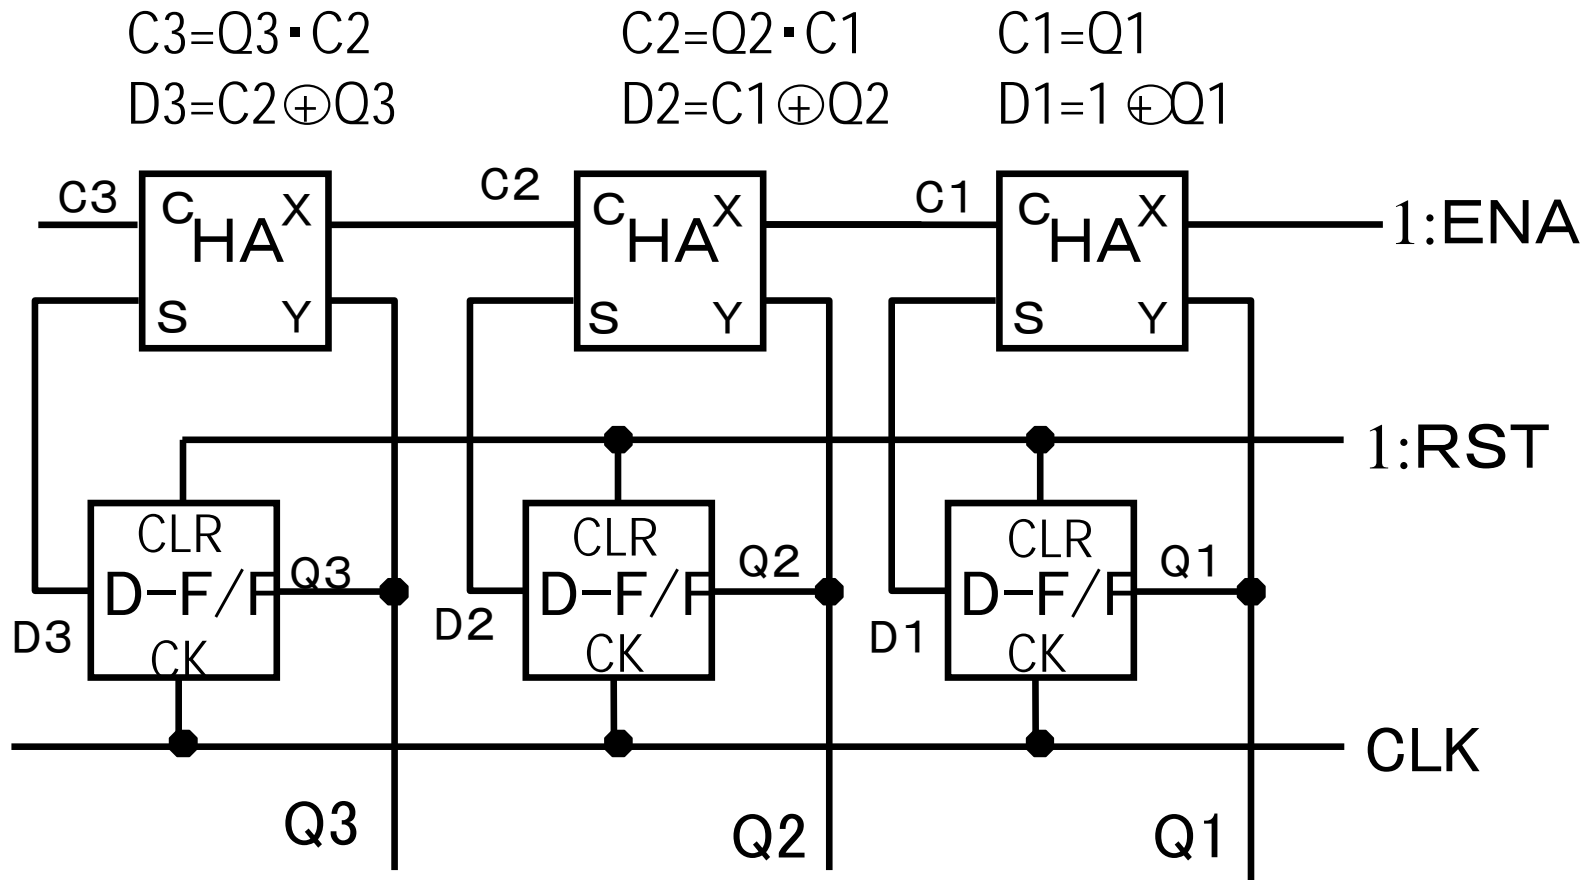 C3=Q3・C2
C2=Q2・C1
C1=Q1
D3=C2⊕Q3
D2=C1⊕Q2
D1=1⊕Q1
C3
C X
HA
S Y
C2
C X
HA
S Y
C1
C X
HA
S Y
1:ENA
1:RST
CLR
D-F/F
CK
Q3
D3
CLR
D-F/F
CK
Q2
D2
CLR
D-F/F
CK
Q1
D1
CLK
Q3
Q2
Q1